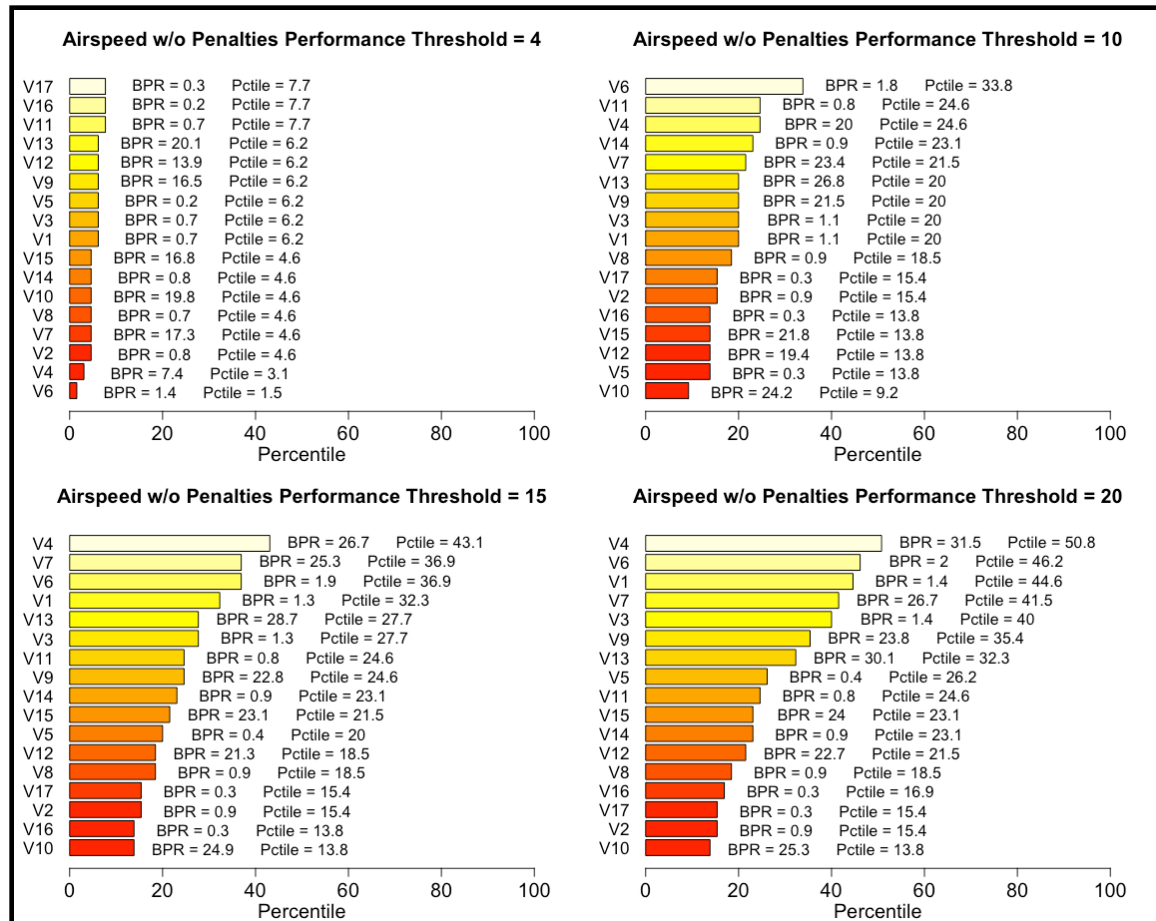 Airspeed w/o Penalties Performance Threshold = 4
V17 BPR = 0.3 Pctile = 7.7
V16 BPR = 0.2 Pctile = 7.7
V11 BPR = 0.7 Pctile = 7.7
V13 BPR = 20.1 Pctile = 6.2
V12 BPR = 13.9 Pctile = 6.2
V9 BPR = 16.5 Pctile = 6.2
V5 BPR = 0.2 Pctile = 6.2
V3 BPR = 0.7 Pctile = 6.2
V1 BPR = 0.7 Pctile = 6.2
V15 BPR = 16.8 Pctile = 4.6
V14 BPR = 0.8 Pctile = 4.6
V10 BPR = 19.8 Pctile = 4.6
V8 BPR = 0.7 Pctile = 4.6
V7 BPR = 17.3 Pctile = 4.6
V2 BPR = 0.8 Pctile = 4.6
V4 BPR = 7.4 Pctile = 3.1
V6 BPR = 1.4 Pctile = 1.5
0 20 40 60 80 100
Percentile
Airspeed w/o Penalties Performance Threshold = 10
V6 BPR = 1.8 Pctile = 33.8
V11 BPR = 0.8 Pctile = 24.6
V4 BPR = 20 Pctile = 24.6
V14 BPR = 0.9 Pctile = 23.1
V7 BPR = 23.4 Pctile = 21.5
V13 BPR = 26.8 Pctile = 20
V9 BPR = 21.5 Pctile = 20
V3 BPR = 1.1 Pctile = 20
V1 BPR = 1.1 Pctile = 20
V8 BPR = 0.9 Pctile = 18.5
V17 BPR = 0.3 Pctile = 15.4
V2 BPR = 0.9 Pctile = 15.4
V16 BPR = 0.3 Pctile = 13.8
V15 BPR = 21.8 Pctile = 13.8
V12 BPR = 19.4 Pctile = 13.8
V5 BPR = 0.3 Pctile = 13.8
V10 BPR = 24.2 Pctile = 9.2
0 20 40 60 80 100
Percentile
Airspeed w/o Penalties Performance Threshold = 15
V4 BPR = 26.7 Pctile = 43.1
V7 BPR = 25.3 Pctile = 36.9
V6 BPR = 1.9 Pctile = 36.9
V1 BPR = 1.3 Pctile = 32.3
V13 BPR = 28.7 Pctile = 27.7
V3 BPR = 1.3 Pctile = 27.7
V11 BPR = 0.8 Pctile = 24.6
V9 BPR = 22.8 Pctile = 24.6
V14 BPR = 0.9 Pctile = 23.1
V15 BPR = 23.1 Pctile = 21.5
V5 BPR = 0.4 Pctile = 20
V12 BPR = 21.3 Pctile = 18.5
V8 BPR = 0.9 Pctile = 18.5
V17 BPR = 0.3 Pctile = 15.4
V2 BPR = 0.9 Pctile = 15.4
V16 BPR = 0.3 Pctile = 13.8
V10 BPR = 24.9 Pctile = 13.8
0 20 40 60 80 100
Percentile
Airspeed w/o Penalties Performance Threshold = 20
V4 BPR = 31.5 Pctile = 50.8
V6 BPR = 2 Pctile = 46.2
V1 BPR = 1.4 Pctile = 44.6
V7 BPR = 26.7 Pctile = 41.5
V3 BPR = 1.4 Pctile = 40
V9 BPR = 23.8 Pctile = 35.4
V13 BPR = 30.1 Pctile = 32.3
V5 BPR = 0.4 Pctile = 26.2
V11 BPR = 0.8 Pctile = 24.6
V15 BPR = 24 Pctile = 23.1
V14 BPR = 0.9 Pctile = 23.1
V12 BPR = 22.7 Pctile = 21.5
V8 BPR = 0.9 Pctile = 18.5
V16 BPR = 0.3 Pctile = 16.9
V17 BPR = 0.3 Pctile = 15.4
V2 BPR = 0.9 Pctile = 15.4
V10 BPR = 25.3 Pctile = 13.8
0 20 40 60 80 100
Percentile